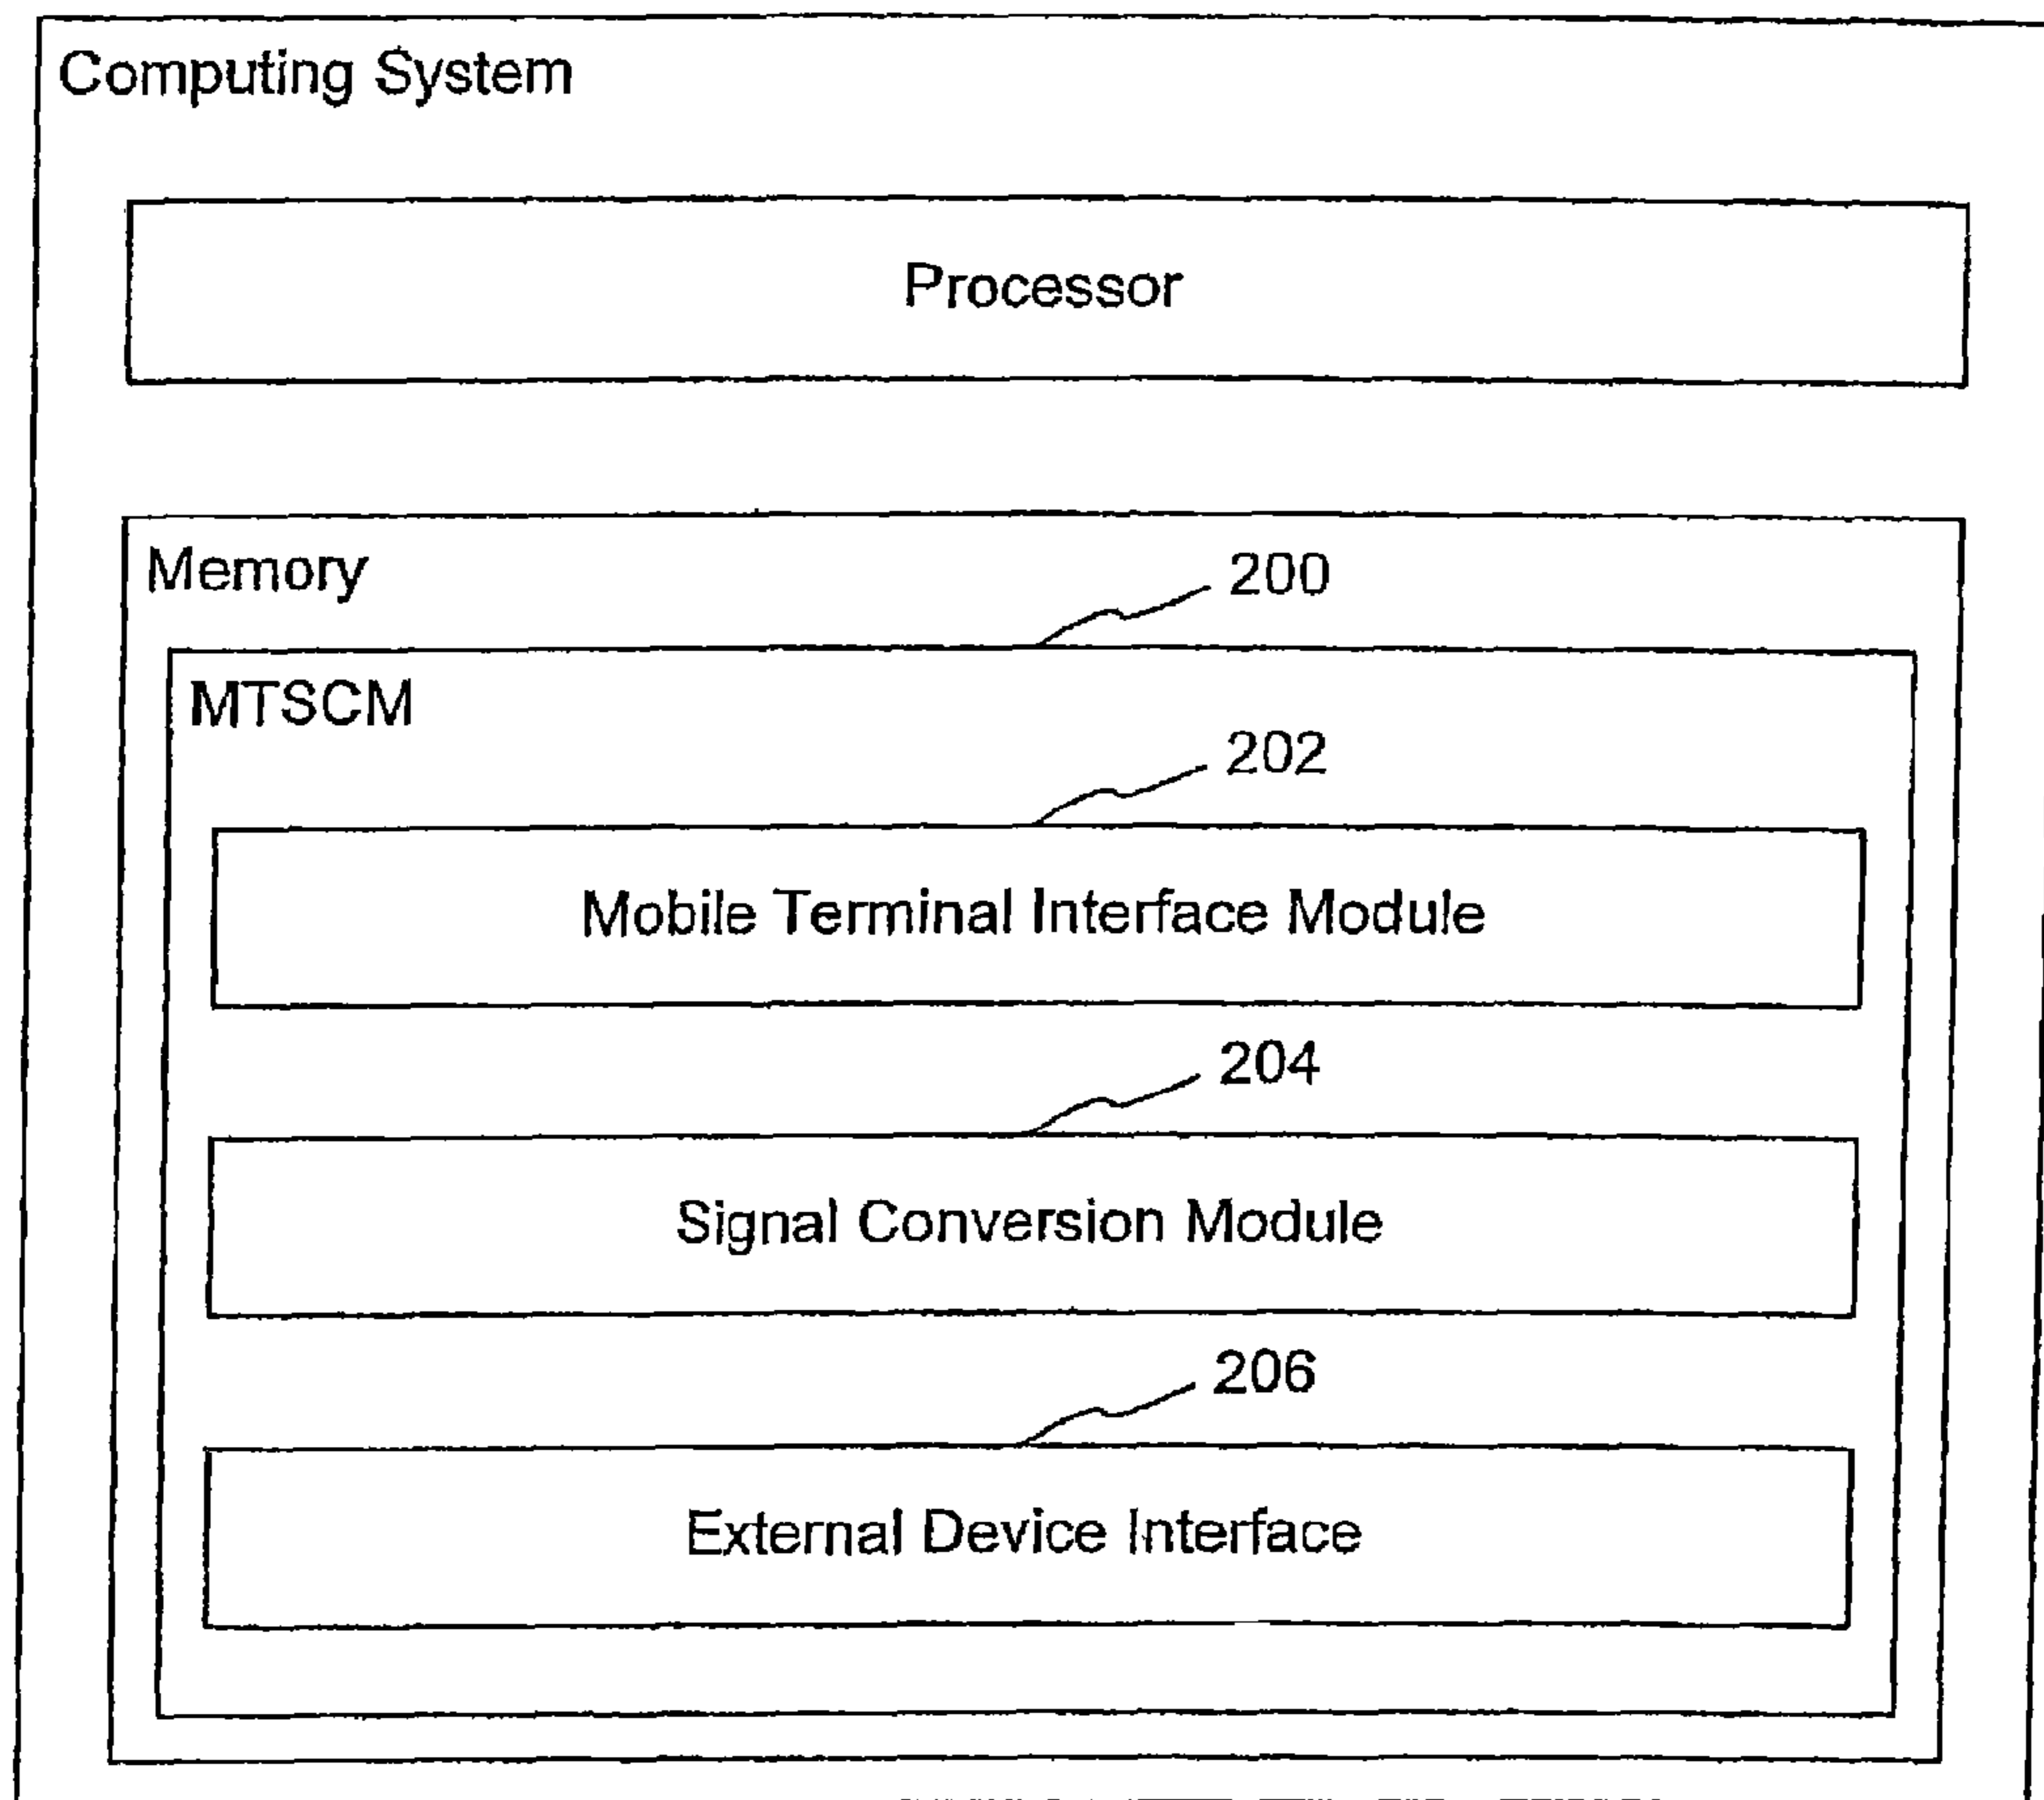 Computing System
Processor
Memory
200
MTSCM
202
Mobile Terminal Interface Module
204
Signal Conversion Module
206
External Device Interface